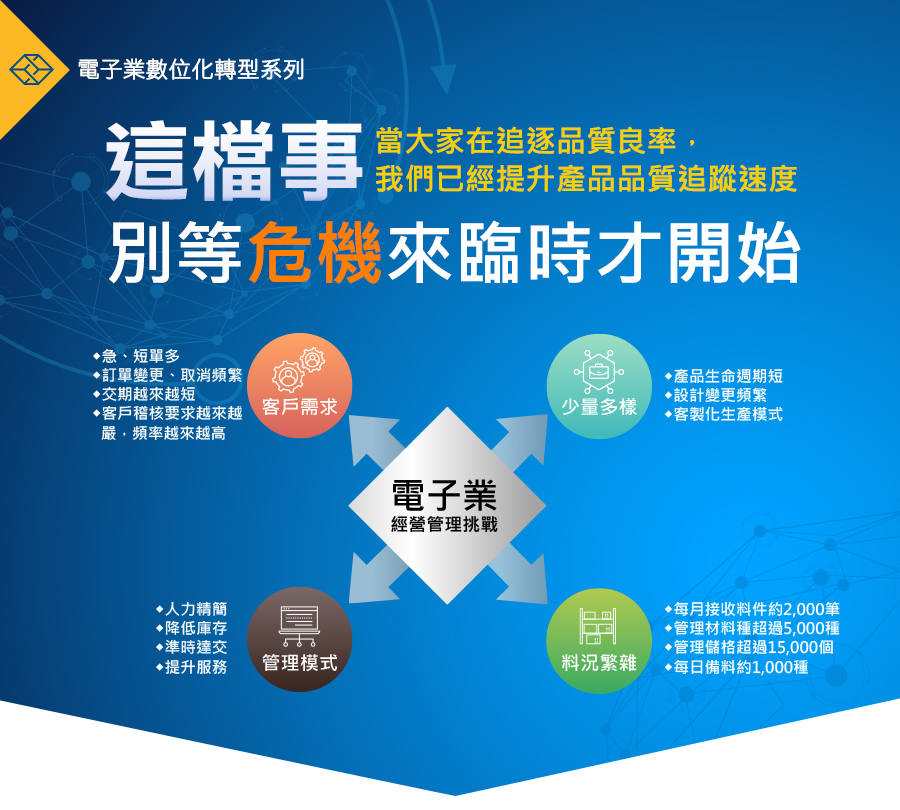 電子業數位化轉型系列
這檔事
當大家在追逐品質良率，
我們已經提升產品品質追蹤速度
別等危機來臨時才開始
◆急、短單多
◆訂單變更、取消頻繁
◆交期越來越短
◆客戶稽核要求越來越
嚴，頻率越來越高
客戶需求
少量多樣
◆產品生命週期短
◆設計變更頻繁
◆客製化生產模式
電子業
經營管理挑戰
◆人力精簡
◆降低庫存
◆準時達交
◆提升服務
管理模式
料況繁雜
◆每月接收料件約2,000筆
◆管理材料種超過5,000種
◆管理儲格超過15,000個
◆每日備料約1,000種